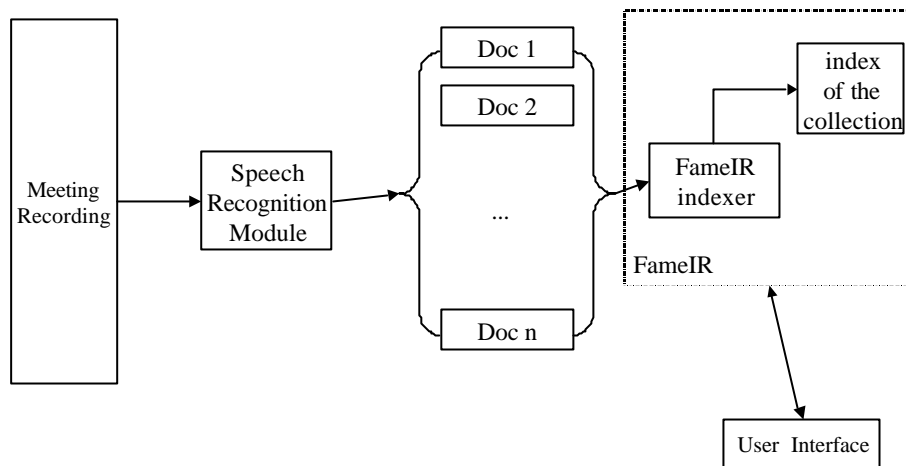 Meeting
Recording
Speech
Recognition
Module
Doc 1
Doc 2
...
Doc n
FameIR
indexer
index
of the
collection
FameIR
User Interface